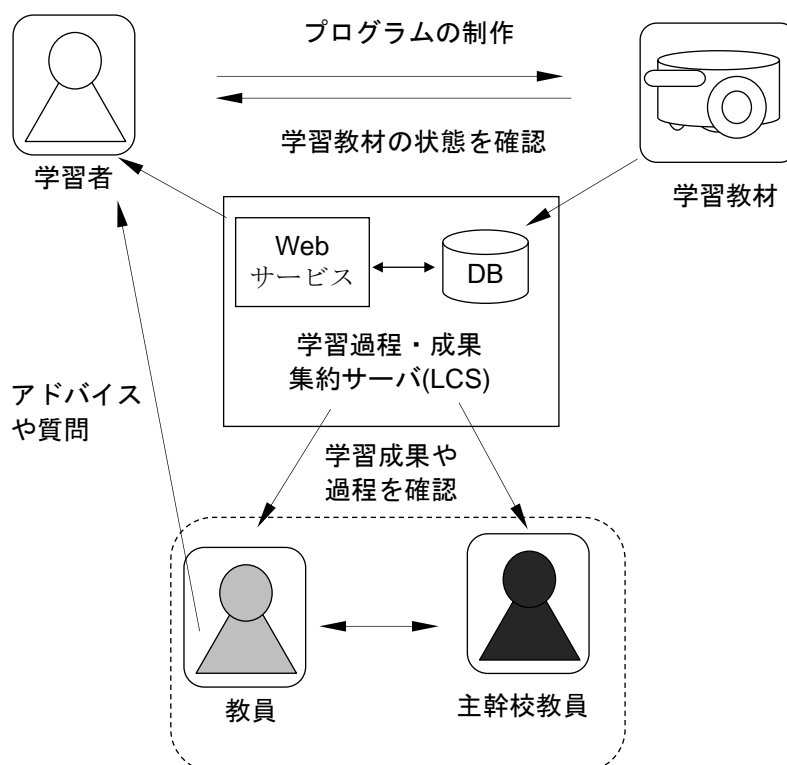 プログラムの制作
学習教材の状態を確認
学習者
学習教材
Web
サービス
DB
学習過程・成果
集約サーバ(LCS)
アドバイス
や質問
学習成果や
過程を確認
教員
主幹校教員